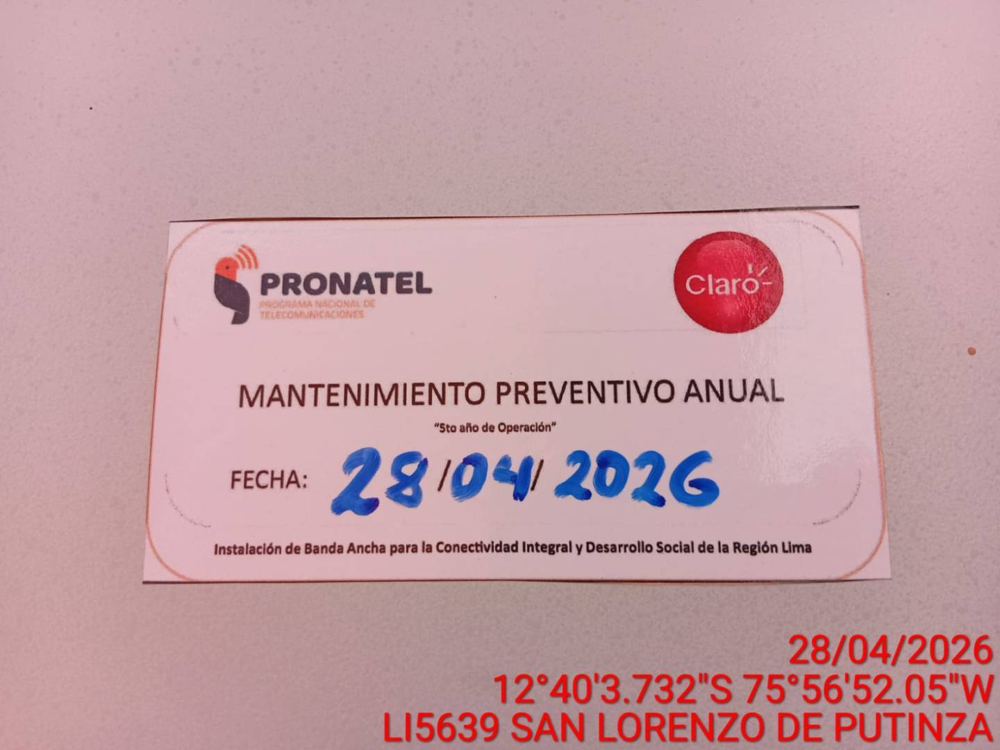 PRONATEL
PROGRAMA NACIONAL DE
TELECOMUNICACIONES
Claro-
MANTENIMIENTO PREVENTIVO ANUAL
"5to año de Operación"
FECHA: 28/04/2026
Instalación de Banda Ancha para la Conectividad Integral y Desarrollo Social de la Región Lima
28/04/2026
12°40'3.732"S 75°56'52.05"W
LI5639 SAN LORENZO DE PUTINZA